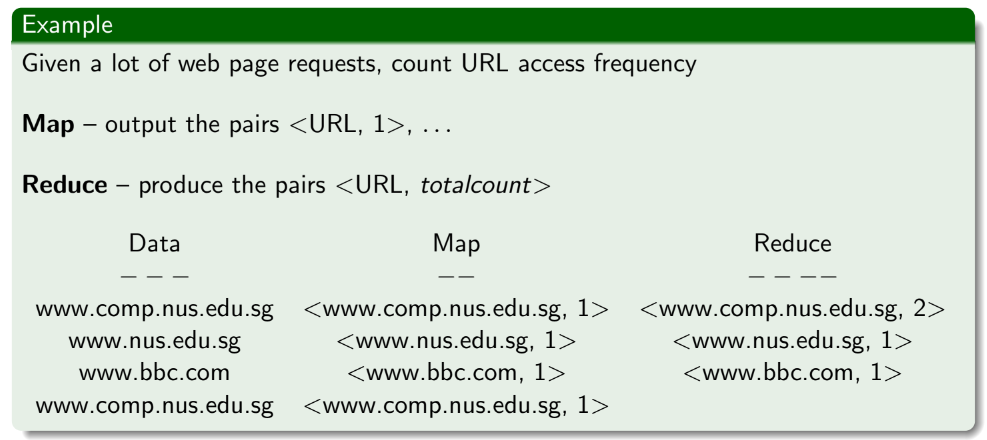 Example
Given a lot of web page requests, count URL access frequency
Map – output the pairs <URL, 1>, ...
Reduce – produce the pairs <URL, totalcount>
Data Map Reduce
− − − −− − − −−
www.comp.nus.edu.sg <www.comp.nus.edu.sg, 1> <www.comp.nus.edu.sg, 2>
www.nus.edu.sg <www.nus.edu.sg, 1> <www.nus.edu.sg, 1>
www.bbc.com <www.bbc.com, 1> <www.bbc.com, 1>
www.comp.nus.edu.sg <www.comp.nus.edu.sg, 1>